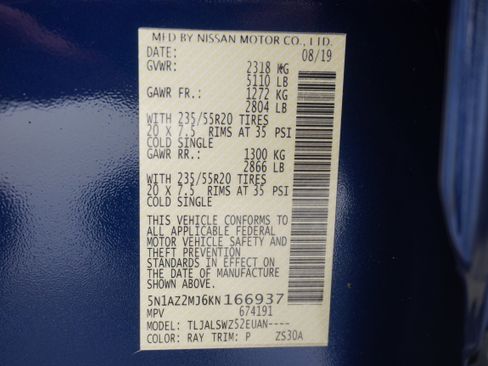 MFD BY NISSAN MOTOR CO., LTD.
DATE: 08/19
GVWR: 2318 KG
5110 LB
GAWR FR.: 1272 KG
2804 LB
WITH 235/55R20 TIRES
20 X 7.5 RIMS AT 35 PSI
COLD SINGLE
GAWR RR.: 1300 KG
2866 LB
WITH 235/55R20 TIRES
20 X 7.5 RIMS AT 35 PSI
COLD SINGLE
THIS VEHICLE CONFORMS TO
ALL APPLICABLE FEDERAL
MOTOR VEHICLE SAFETY AND
THEFT PREVENTION
STANDARDS IN EFFECT ON
THE DATE OF MANUFACTURE
SHOWN ABOVE.
5N1AZ2MJ6KN166937
MPV 674191
MODEL: TLJALSWZ52EUAN----
COLOR: RAY TRIM: P ZS30A